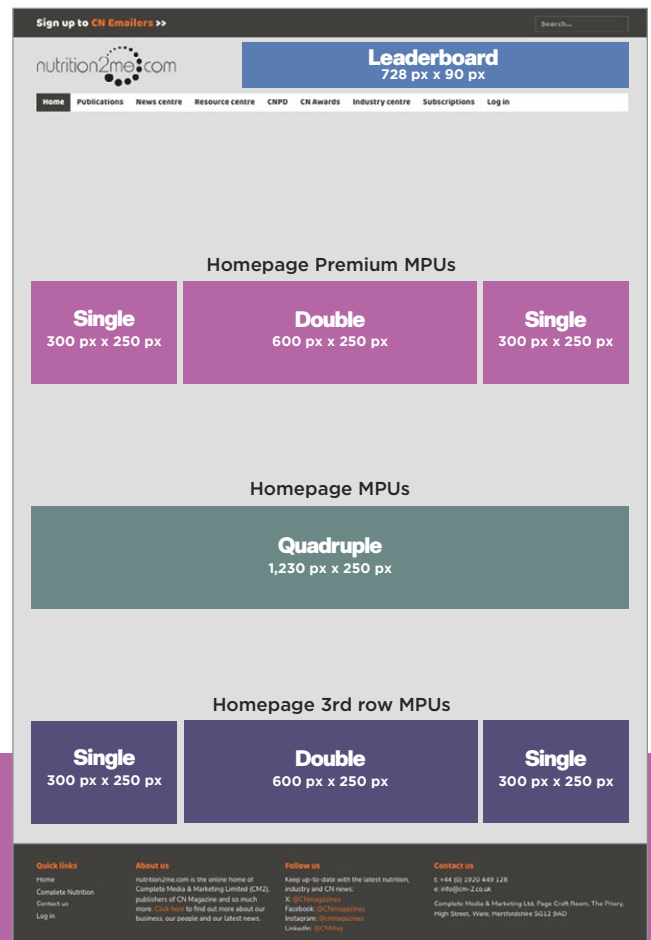 Sign up to CN Emailers >>
Search...
nutrition2me.com
Leaderboard
728 px x 90 px
Home Publications News centre Resource centre CNPD CN Awards Industry centre Subscriptions Log in
Homepage Premium MPUs
Single
300 px x 250 px
Double
600 px x 250 px
Single
300 px x 250 px
Homepage MPUs
Quadruple
1,230 px x 250 px
Homepage 3rd row MPUs
Single
300 px x 250 px
Double
600 px x 250 px
Single
300 px x 250 px
Quick links
Home
Complete Nutrition
Contact us
Log in
About us
nutrition2me.com is the online home of
Complete Media & Marketing Limited (CM2),
publishers of CN Magazine and so much
more. Click here to find out more about our
business, our people and our latest news.
Follow us
Keep up-to-date with the latest nutrition,
industry and CN news:
X: @CNmagazines
Facebook: @CNmagazines
Instagram: @cnmagazines
LinkedIn: @CNMag
Contact us
t: +44 (0) 1920 449 128
e: info@cm-2.co.uk
Complete Media & Marketing Ltd, Page Croft Room, The Priory,
High Street, Ware, Hertfordshire SG12 9AD